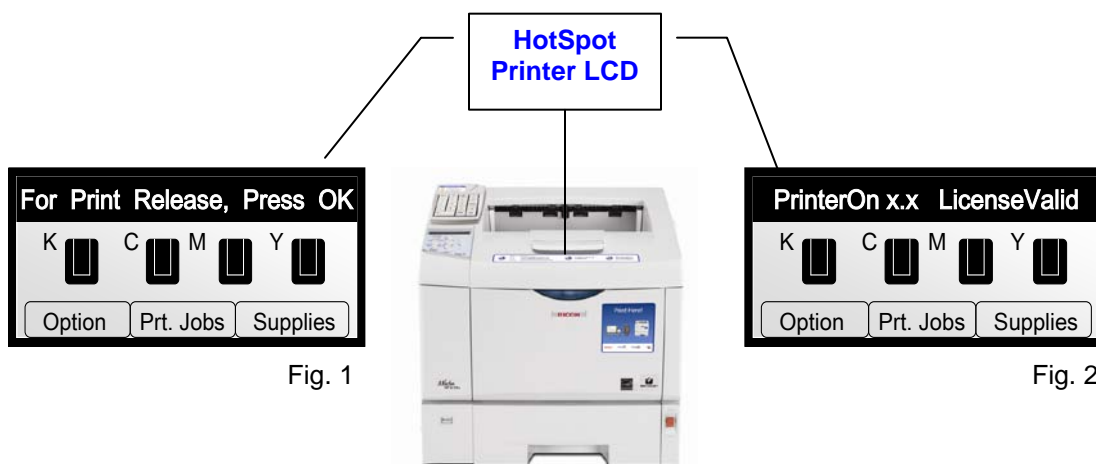 HotSpot
Printer LCD
For Print Release, Press OK
K C M Y
Option Prt. Jobs Supplies
Fig. 1
RICOH
PrinterOn x.x LicenseValid
K C M Y
Option Prt. Jobs Supplies
Fig. 2